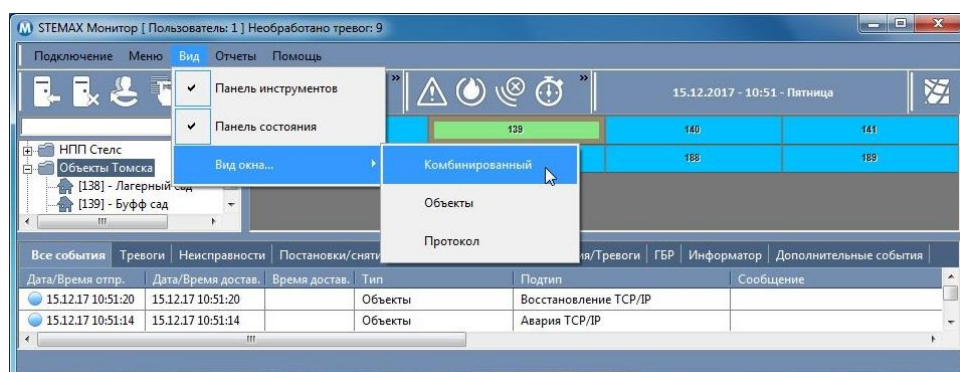 STEMAX Монитор [ Пользователь: 1 ] Необработано тревог: 9
Подключение Меню Вид Отчеты Помощь
Панель инструментов
15.12.2017 - 10:51 - Пятница
Панель состояния
139 140 141
Вид окна...
Комбинированный
188 189
НПП Стелс
Объекты Томска
[138] - Лагерный сад
[139] - Буфф сад
Объекты
Протокол
Все события Тревоги Неисправности Постановки/сняти ия/Тревоги ГБР Информатор Дополнительные события
Дата/Время отпр. Дата/Время достав. Время достав. Тип Подтип Сообщение
15.12.17 10:51:20 15.12.17 10:51:20 Объекты Восстановление TCP/IP
15.12.17 10:51:14 15.12.17 10:51:14 Объекты Авария TCP/IP